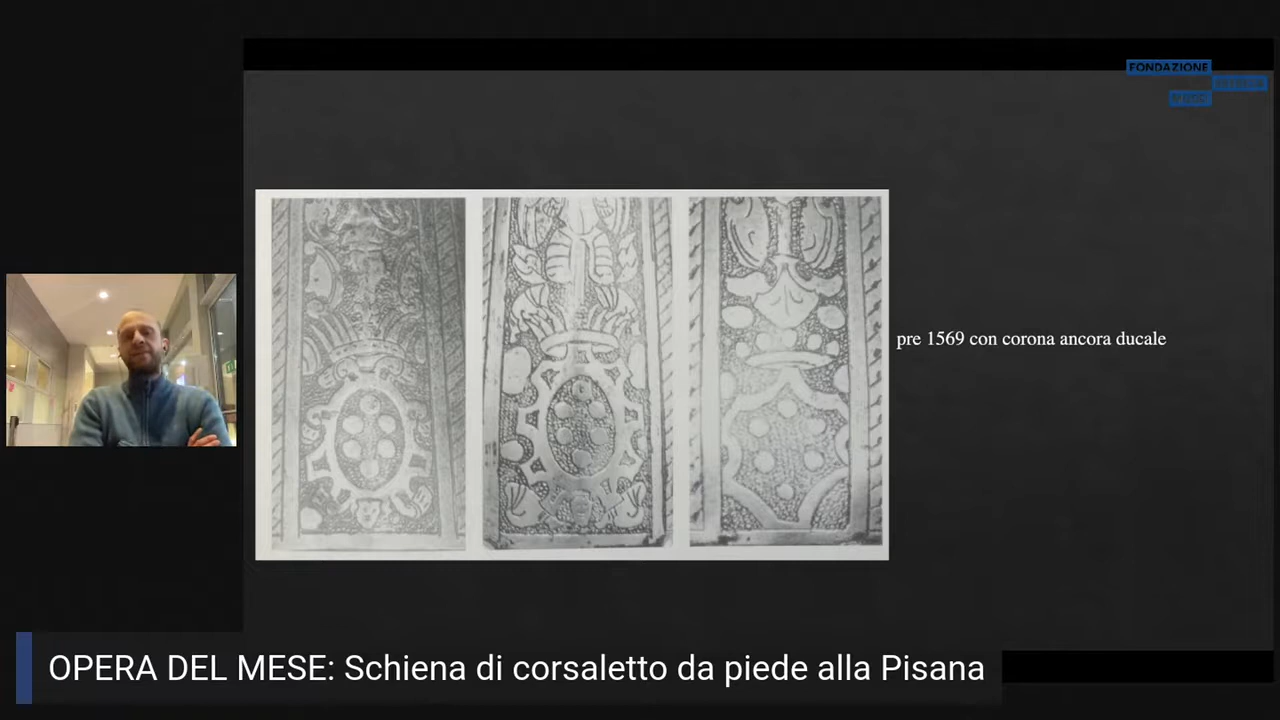 FONDAZIONE
pre 1569 con corona ancora ducale
OPERA DEL MESE: Schiena di corsaletto da piede alla Pisana